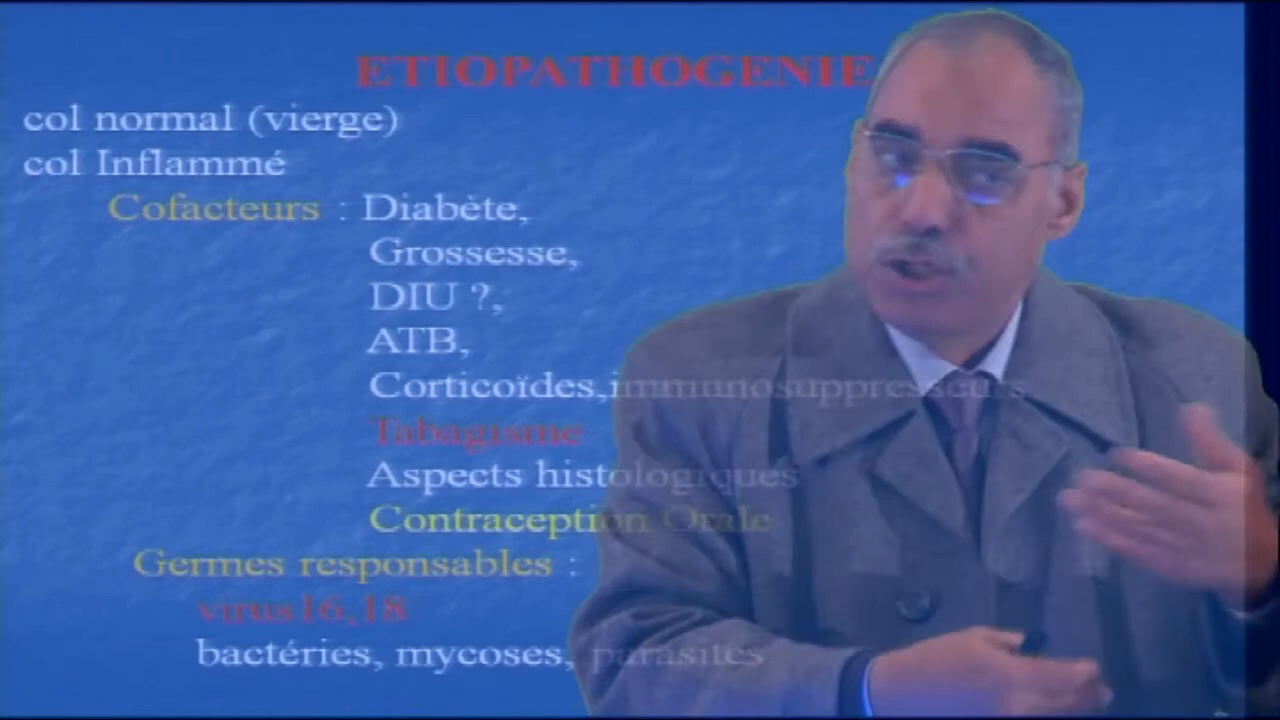 ETIOPATHOGENIE
col normal (vierge)
col Inflammé
Cofacteurs : Diabète,
Grossesse,
DIU ?,
ATB,
Corticoïdes,immunosuppresseurs
Tabagisme
Aspects histologiques
Contraception Orale
Germes responsables :
virus16,18
bactéries, mycoses, parasites